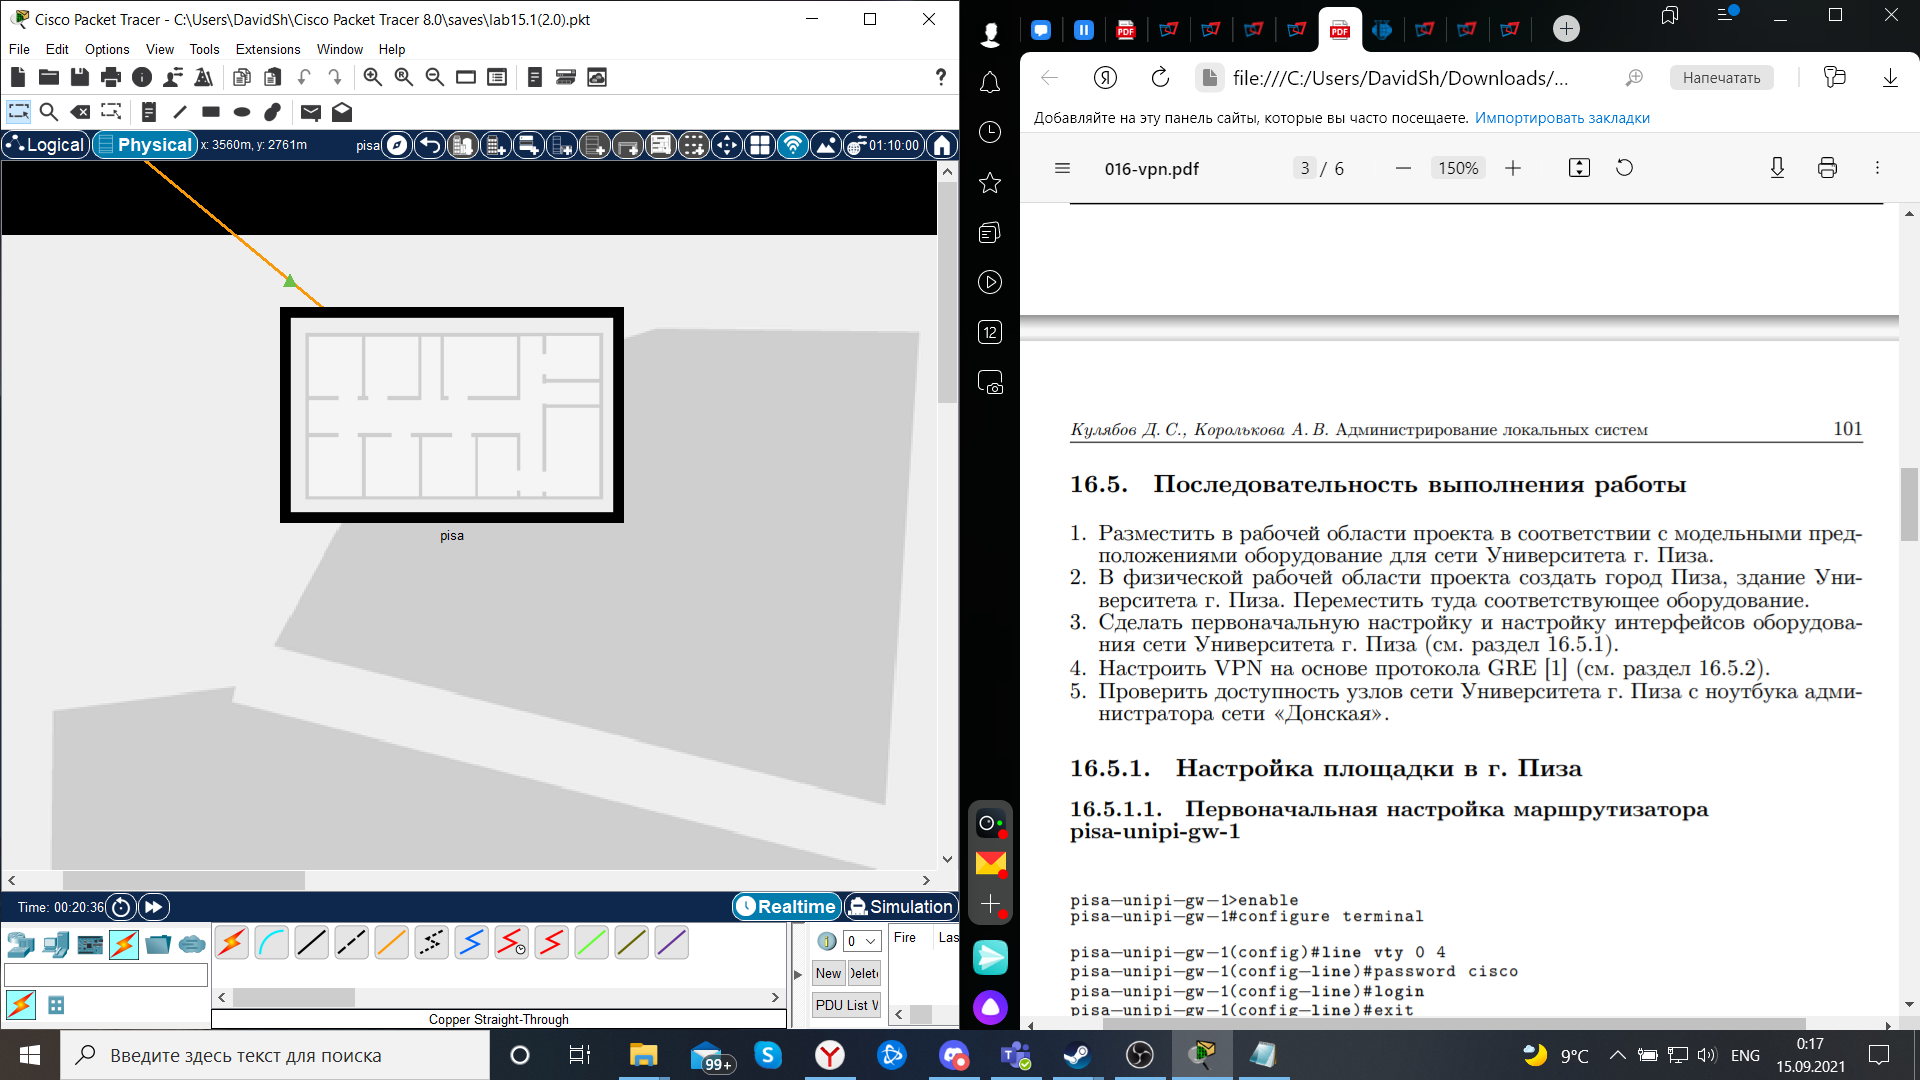 Cisco Packet Tracer - C:\Users\DavidSh\Cisco Packet Tracer 8.0\saves\lab15.1(2.0).pkt
File Edit Options View Tools Extensions Window Help
?
Logical Physical x: 3560m, y: 2761m pisa 01:10:00
pisa
Time: 00:20:36 Realtime Simulation
0 Fire Las
New Delet
PDU List W
Copper Straight-Through
file:///C:/Users/DavidSh/Downloads/... Напечатать
Добавляйте на эту панель сайты, которые вы часто посещаете. Импортировать закладки
016-vpn.pdf 3 / 6 150%
12
Кулябов Д. С., Королькова А. В. Администрирование локальных систем 101
16.5. Последовательность выполнения работы
1. Разместить в рабочей области проекта в соответствии с модельными пред-
положениями оборудование для сети Университета г. Пиза.
2. В физической рабочей области проекта создать город Пиза, здание Уни-
верситета г. Пиза. Переместить туда соответствующее оборудование.
3. Сделать первоначальную настройку и настройку интерфейсов оборудова-
ния сети Университета г. Пиза (см. раздел 16.5.1).
4. Настроить VPN на основе протокола GRE [1] (см. раздел 16.5.2).
5. Проверить доступность узлов сети Университета г. Пиза с ноутбука адми-
нистратора сети «Донская».
16.5.1. Настройка площадки в г. Пиза
16.5.1.1. Первоначальная настройка маршрутизатора
pisa-unipi-gw-1
pisa-unipi-gw-1>enable
pisa-unipi-gw-1#configure terminal
pisa-unipi-gw-1(config)#line vty 0 4
pisa-unipi-gw-1(config-line)#password cisco
pisa-unipi-gw-1(config-line)#login
pisa-unipi-gw-1(config-line)#exit
Введите здесь текст для поиска
99+
9°C ENG
0:17
15.09.2021